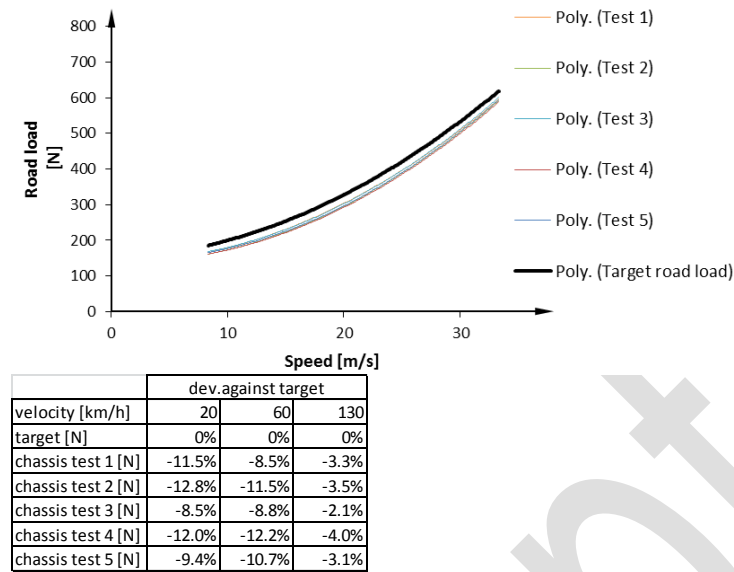 800
700
600
500
400
300
200
100
0
Road load
[N]
0 10 20 30
Speed [m/s]
Poly. (Test 1)
Poly. (Test 2)
Poly. (Test 3)
Poly. (Test 4)
Poly. (Test 5)
Poly. (Target road load)
dev.against target
velocity [km/h] 20 60 130
target [N] 0% 0% 0%
chassis test 1 [N] -11.5% -8.5% -3.3%
chassis test 2 [N] -12.8% -11.5% -3.5%
chassis test 3 [N] -8.5% -8.8% -2.1%
chassis test 4 [N] -12.0% -12.2% -4.0%
chassis test 5 [N] -9.4% -10.7% -3.1%